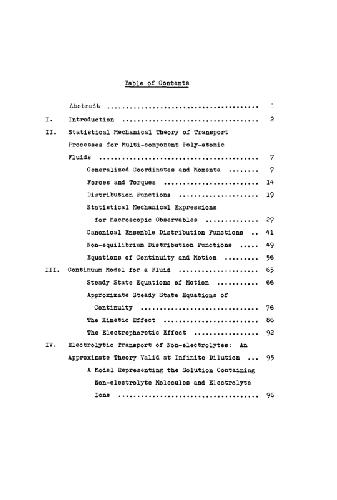 Table of Contents
Abstract ........................................ 1
I. Introduction .................................... 2
II. Statistical Mechanical Theory of Transport
Processes for Multi-component Poly-atomic
Fluids .......................................... 7
Generalized Coordinates and Momenta ........ 9
Forces and Torques ......................... 14
Distribution Functions ..................... 19
Statistical Mechanical Expressions
for Macroscopic Observables .............. 29
Canonical Ensemble Distribution Functions .. 41
Non-equilibrium Distribution Functions ..... 49
Equations of Continuity and Motion ......... 56
III. Continuum Model for a Fluid ..................... 65
Steady State Equations of Motion ........... 66
Approximate Steady State Equations of
Continuity ............................... 76
The Kinetic Effect ......................... 86
The Electrophoretic Effect ................. 92
IV. Electrolytic Transport of Non-electrolytes: An
Approximate Theory Valid at Infinite Dilution ... 95
A Model Representing the Solution Containing
Non-electrolyte Molecules and Electrolyte
Ions ..................................... 96